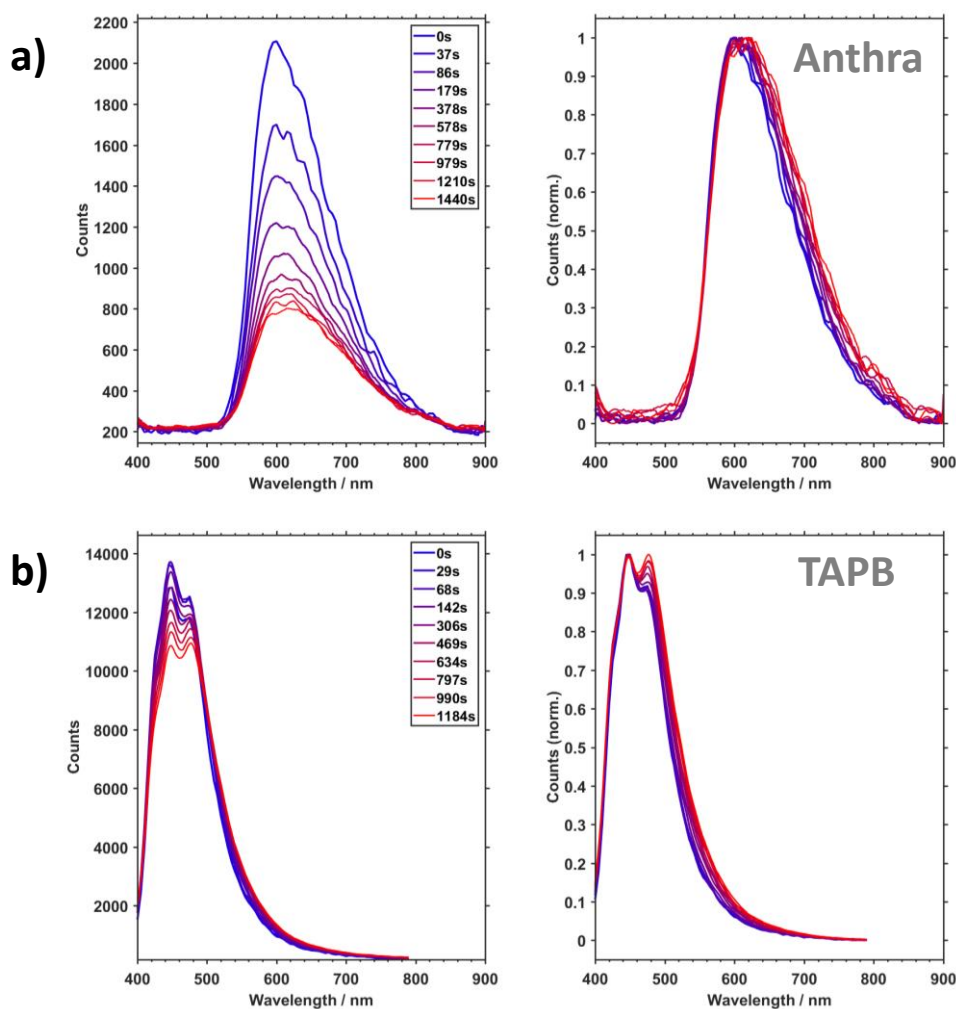 a)
2200
2000
1800
1600
1400
1200
1000
800
600
400
200
Counts
400 500 600 700 800 900
Wavelength / nm
0s
37s
86s
179s
378s
578s
779s
979s
1210s
1440s
Anthra
1
0.9
0.8
0.7
0.6
0.5
0.4
0.3
0.2
0.1
0
Counts (norm.)
400 500 600 700 800 900
Wavelength / nm
b)
14000
12000
10000
8000
6000
4000
2000
Counts
400 500 600 700 800 900
Wavelength / nm
0s
29s
68s
142s
306s
469s
634s
797s
990s
1184s
TAPB
1
0.9
0.8
0.7
0.6
0.5
0.4
0.3
0.2
0.1
0
Counts (norm.)
400 500 600 700 800 900
Wavelength / nm